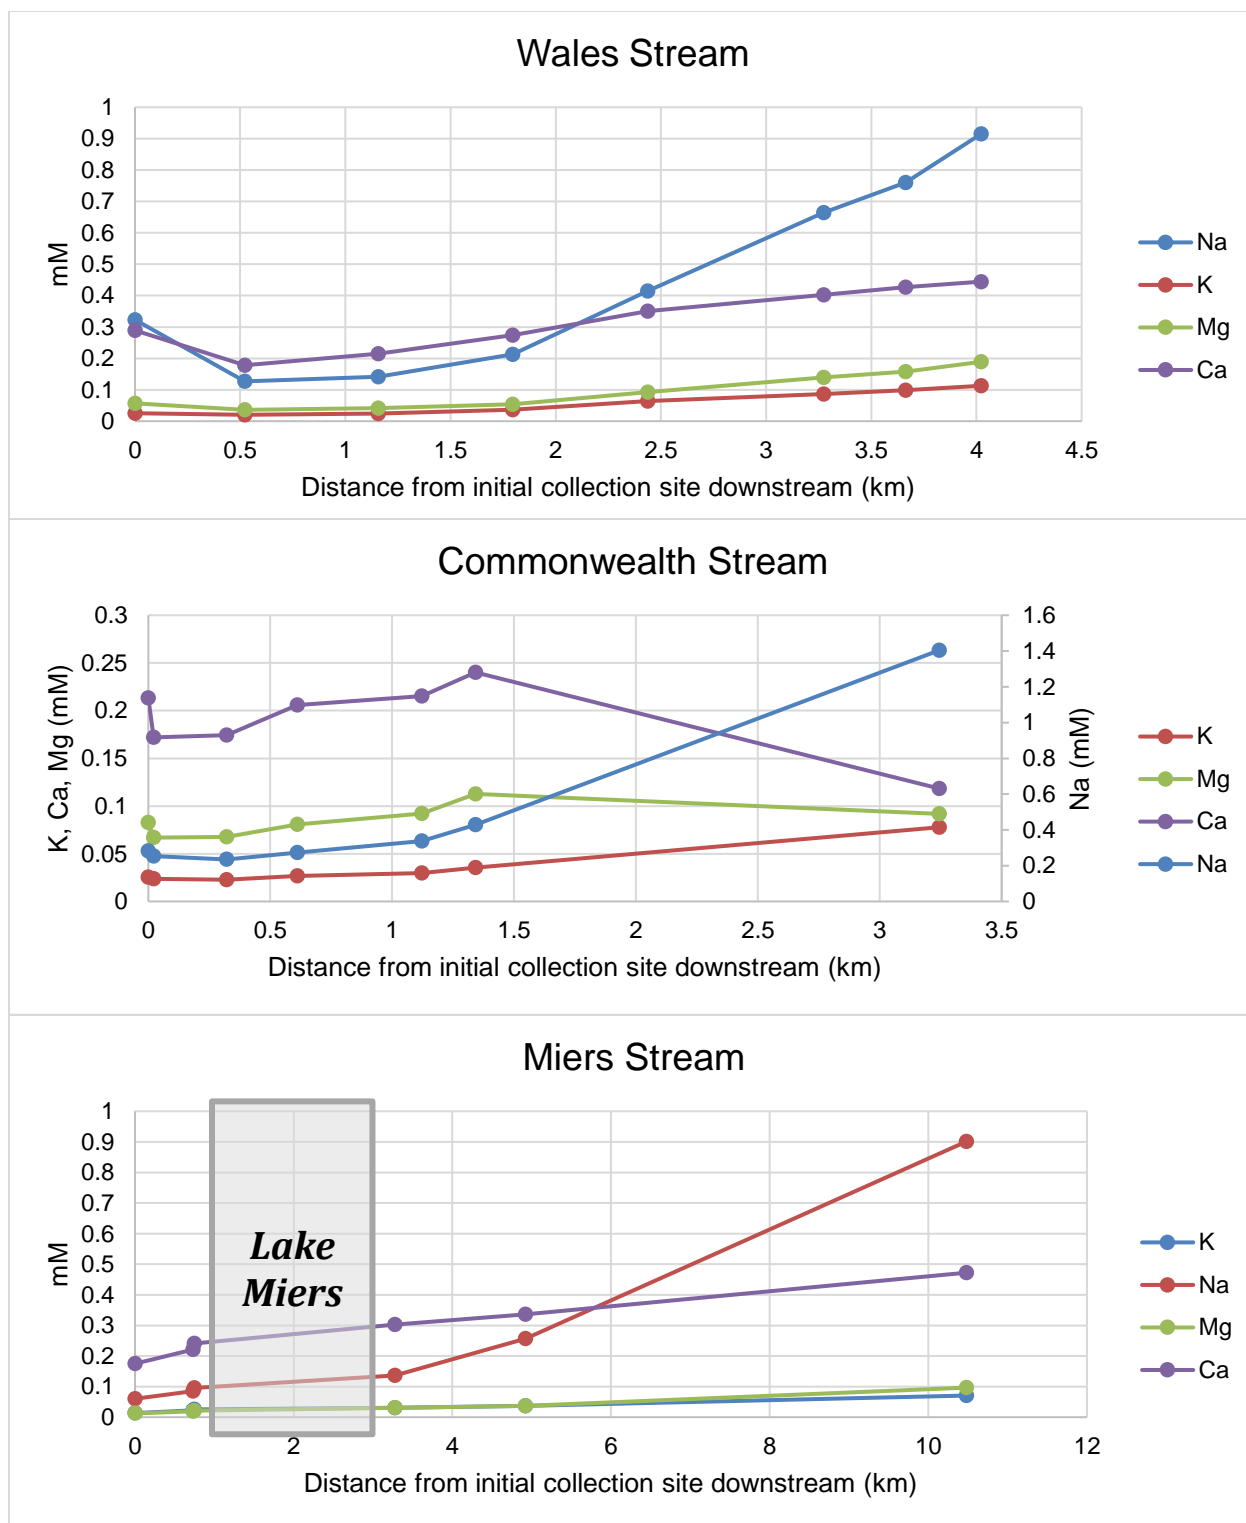 Wales Stream
1
0.9
0.8
0.7
0.6
0.5
0.4
0.3
0.2
0.1
0
mM
0 0.5 1 1.5 2 2.5 3 3.5 4 4.5
Distance from initial collection site downstream (km)
Na
K
Mg
Ca
Commonwealth Stream
0.3
0.25
0.2
0.15
0.1
0.05
0
K, Ca, Mg (mM)
1.6
1.4
1.2
1
0.8
0.6
0.4
0.2
0
Na (mM)
0 0.5 1 1.5 2 2.5 3 3.5
Distance from initial collection site downstream (km)
K
Mg
Ca
Na
Miers Stream
1
0.9
0.8
0.7
0.6
0.5
0.4
0.3
0.2
0.1
0
mM
Lake
Miers
0 2 4 6 8 10 12
Distance from initial collection site downstream (km)
K
Na
Mg
Ca